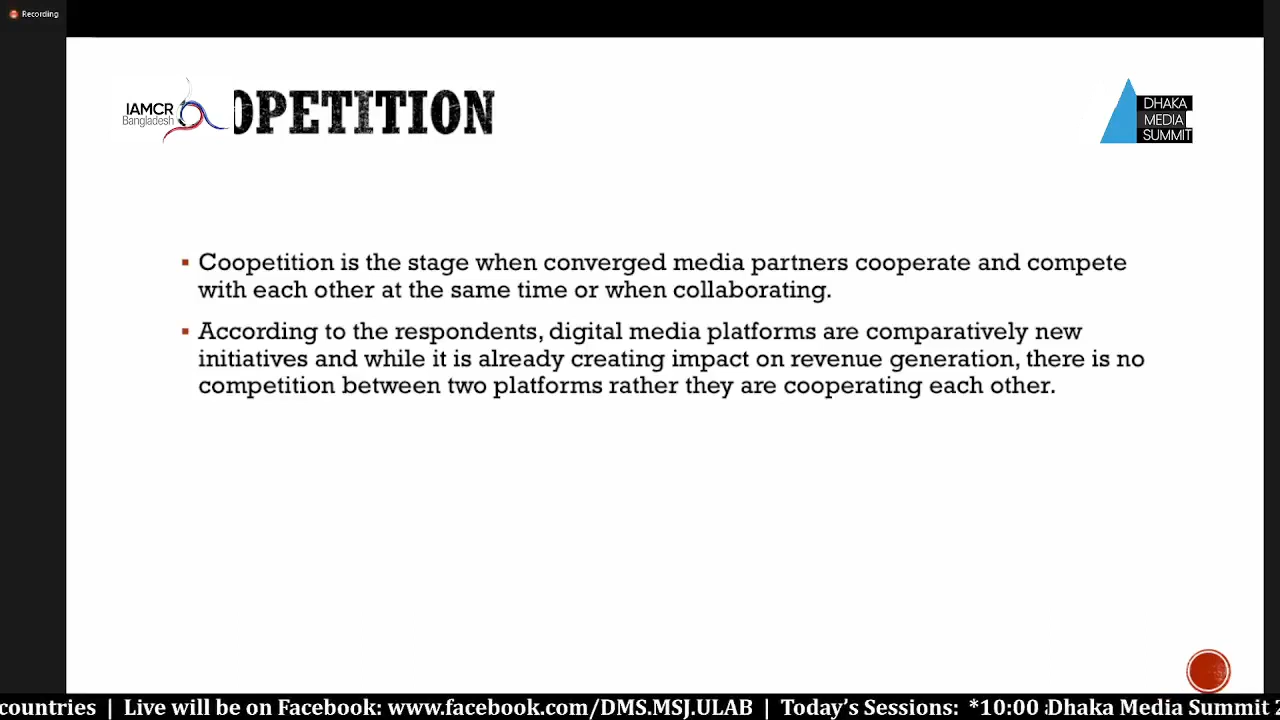 Recording
IAMCR
Bangladesh
OPETITION
DHAKA
MEDIA
SUMMIT
▪ Coopetition is the stage when converged media partners cooperate and compete
with each other at the same time or when collaborating.
▪ According to the respondents, digital media platforms are comparatively new
initiatives and while it is already creating impact on revenue generation, there is no
competition between two platforms rather they are cooperating each other.
countries | Live will be on Facebook: www.facebook.com/DMS.MSJ.ULAB | Today's Sessions: *10:00 Dhaka Media Summit